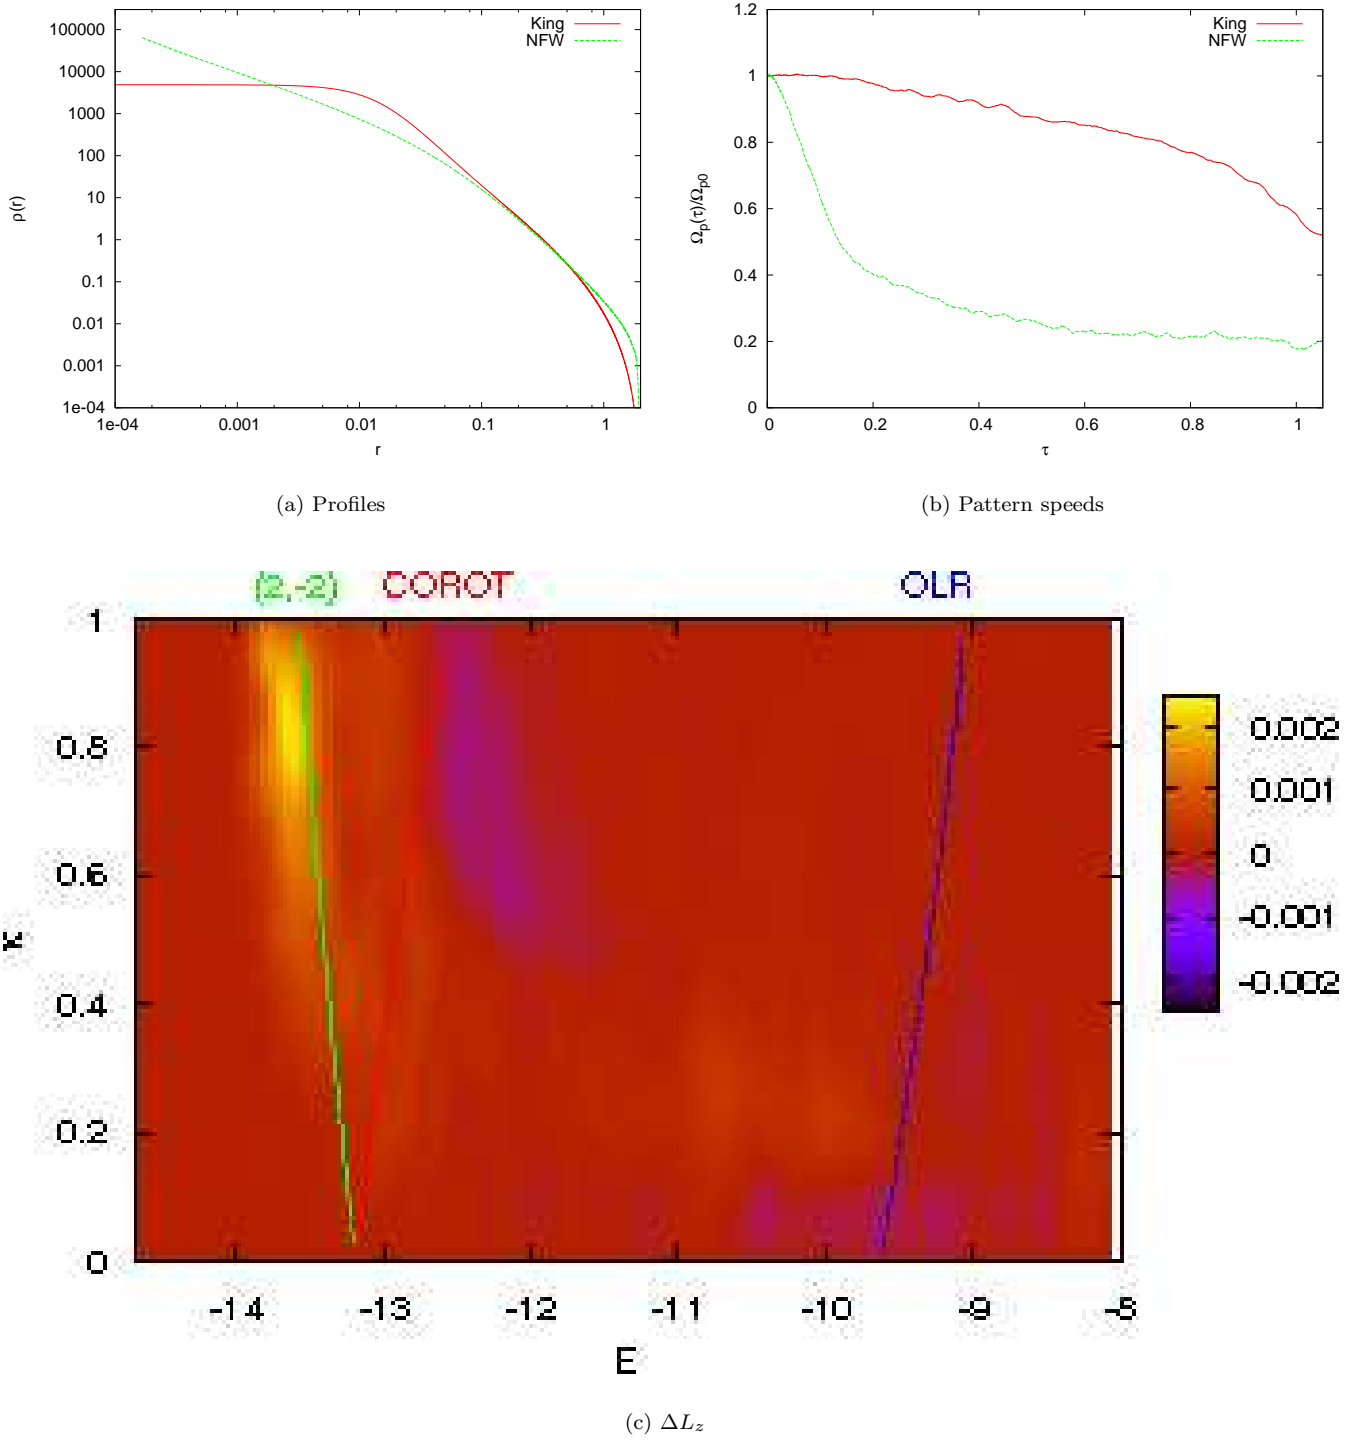 King
NFW
100000
10000
1000
100
10
1
0.1
0.01
0.001
1e-04
1e-04 0.001 0.01 0.1 1
ρ(r)
r
(a) Profiles
King
NFW
1.2
1
0.8
0.6
0.4
0.2
0
0 0.2 0.4 0.6 0.8 1
Ωp(τ)/Ωp0
τ
(b) Pattern speeds
(2,-2) COROT OLR
1
0.8
0.6
0.4
0.2
0
κ
-14 -13 -12 -11 -10 -9 -8
E
0.002
0.001
0
-0.001
-0.002
(c) ΔLz